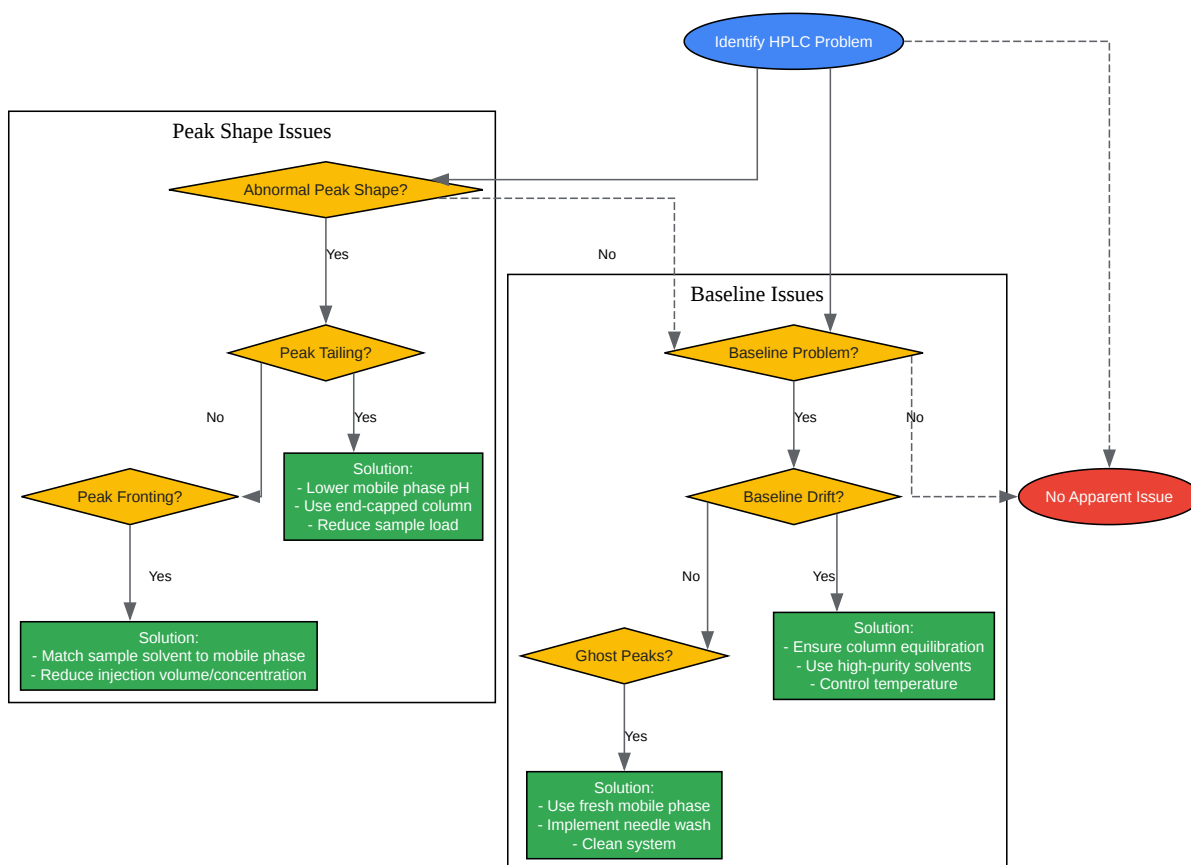 Identify HPLC Problem
Peak Shape Issues
Abnormal Peak Shape?
Yes
No
Peak Tailing?
No
Yes
Peak Fronting?
Solution:
- Lower mobile phase pH
- Use end-capped column
- Reduce sample load
Yes
Solution:
- Match sample solvent to mobile phase
- Reduce injection volume/concentration
Baseline Issues
Baseline Problem?
Yes
No
Baseline Drift?
No Apparent Issue
No
Yes
Ghost Peaks?
Solution:
- Ensure column equilibration
- Use high-purity solvents
- Control temperature
Yes
Solution:
- Use fresh mobile phase
- Implement needle wash
- Clean system